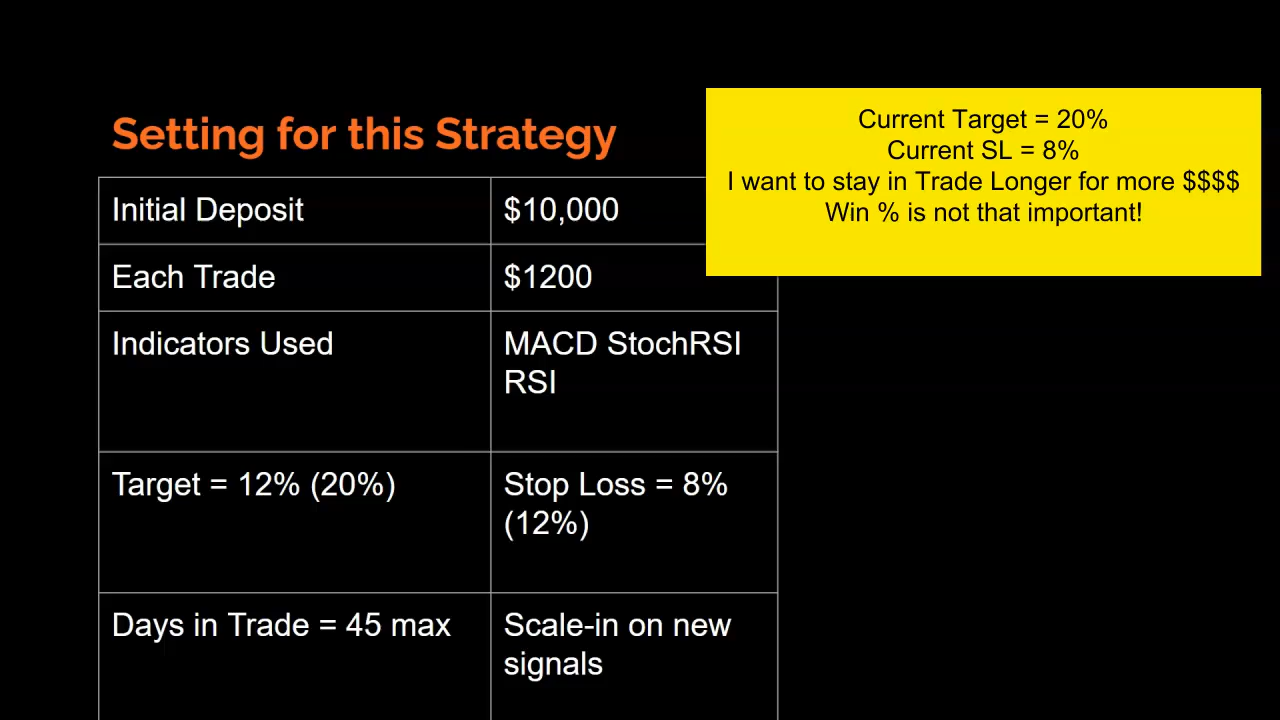 Setting for this Strategy
Current Target = 20%
Current SL = 8%
I want to stay in Trade Longer for more $$$$
Win % is not that important!
Initial Deposit
$10,000
Each Trade
$1200
Indicators Used
MACD StochRSI
RSI
Target = 12% (20%)
Stop Loss = 8%
(12%)
Days in Trade = 45 max
Scale-in on new
signals